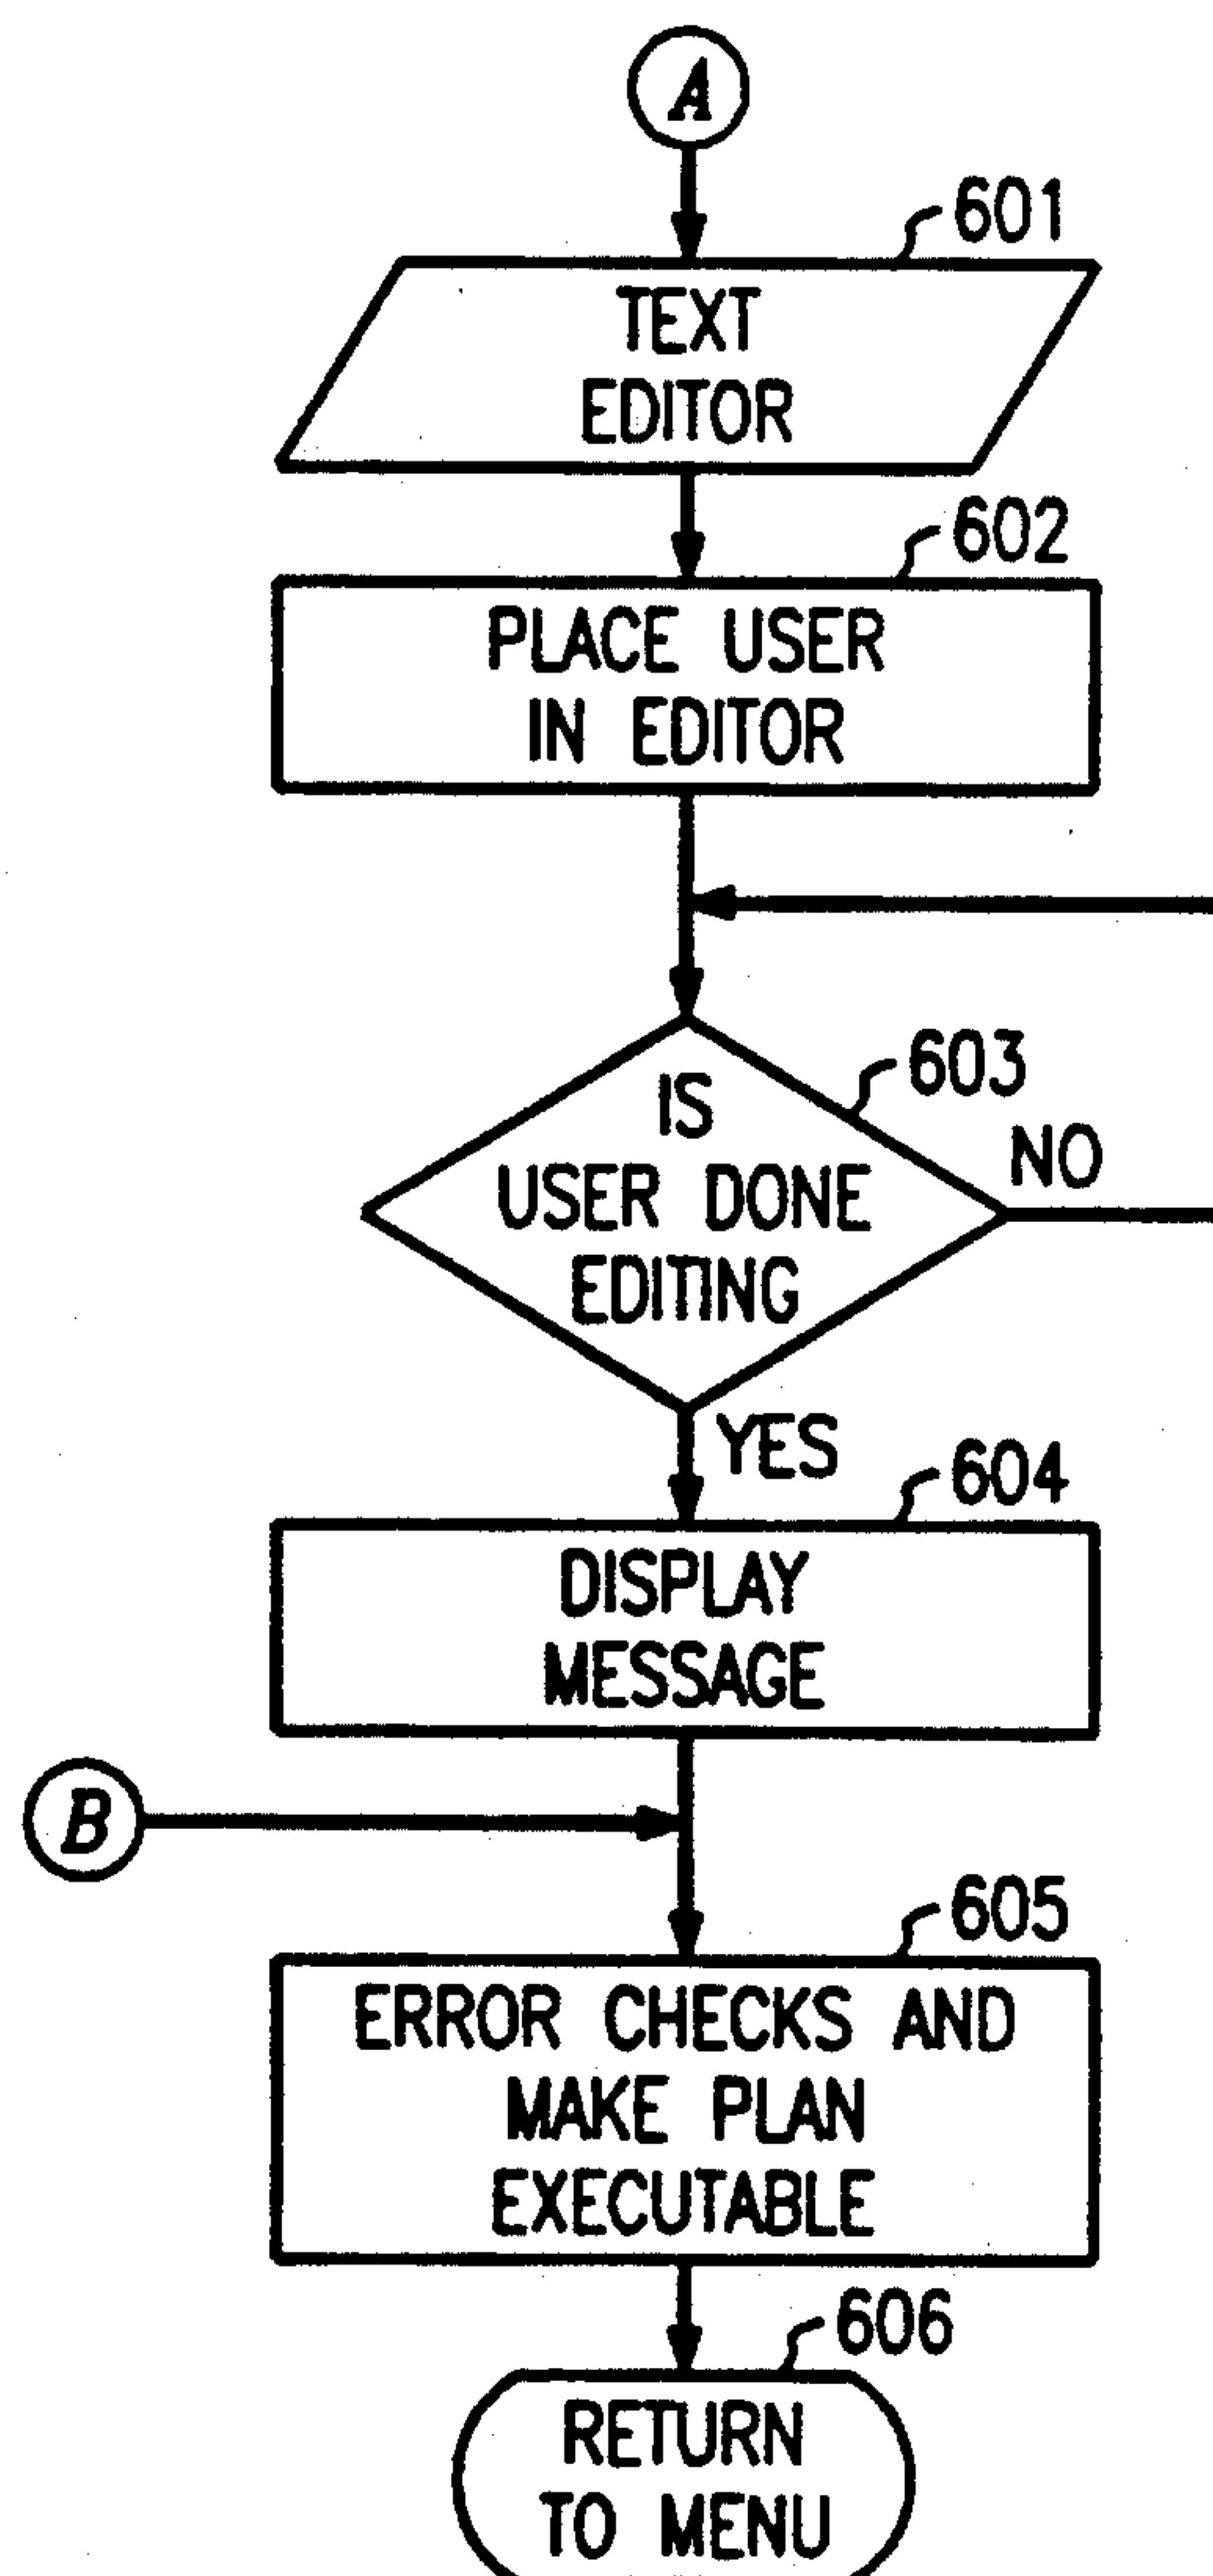 A
601
TEXT
EDITOR
602
PLACE USER
IN EDITOR
603
IS
USER DONE
EDITING
NO
YES
604
DISPLAY
MESSAGE
B
605
ERROR CHECKS AND
MAKE PLAN
EXECUTABLE
606
RETURN
TO MENU